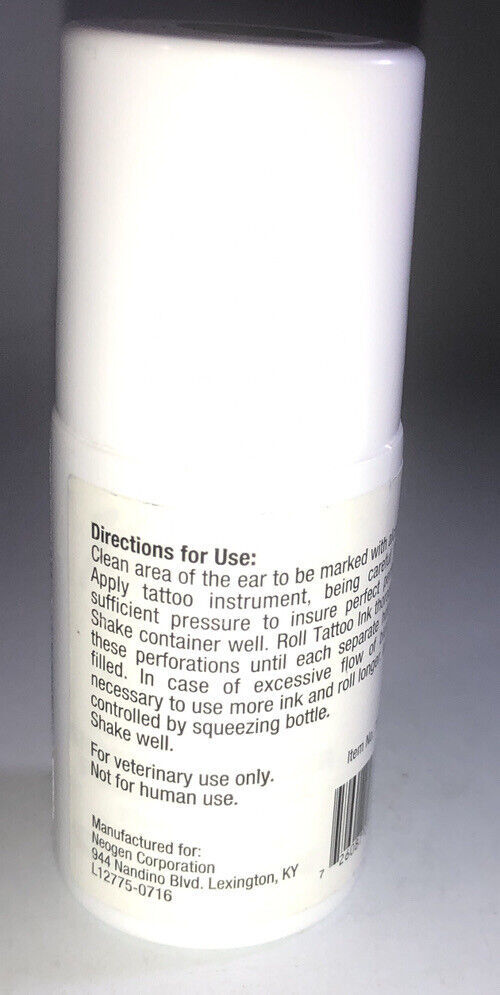 Directions for Use:
Clean area of the ear to be marked with
Apply tattoo instrument, being
sufficient pressure to insure perfect
Shake container well. Roll Tattoo Ink
these perforations until each separate
filled. In case of excessive flow
necessary to use more ink and roll longer
controlled by squeezing bottle.
Shake well.
For veterinary use only.
Not for human use.
Item No.
Manufactured for:
Neogen Corporation
944 Nandino Blvd. Lexington, KY
L12775-0716
7